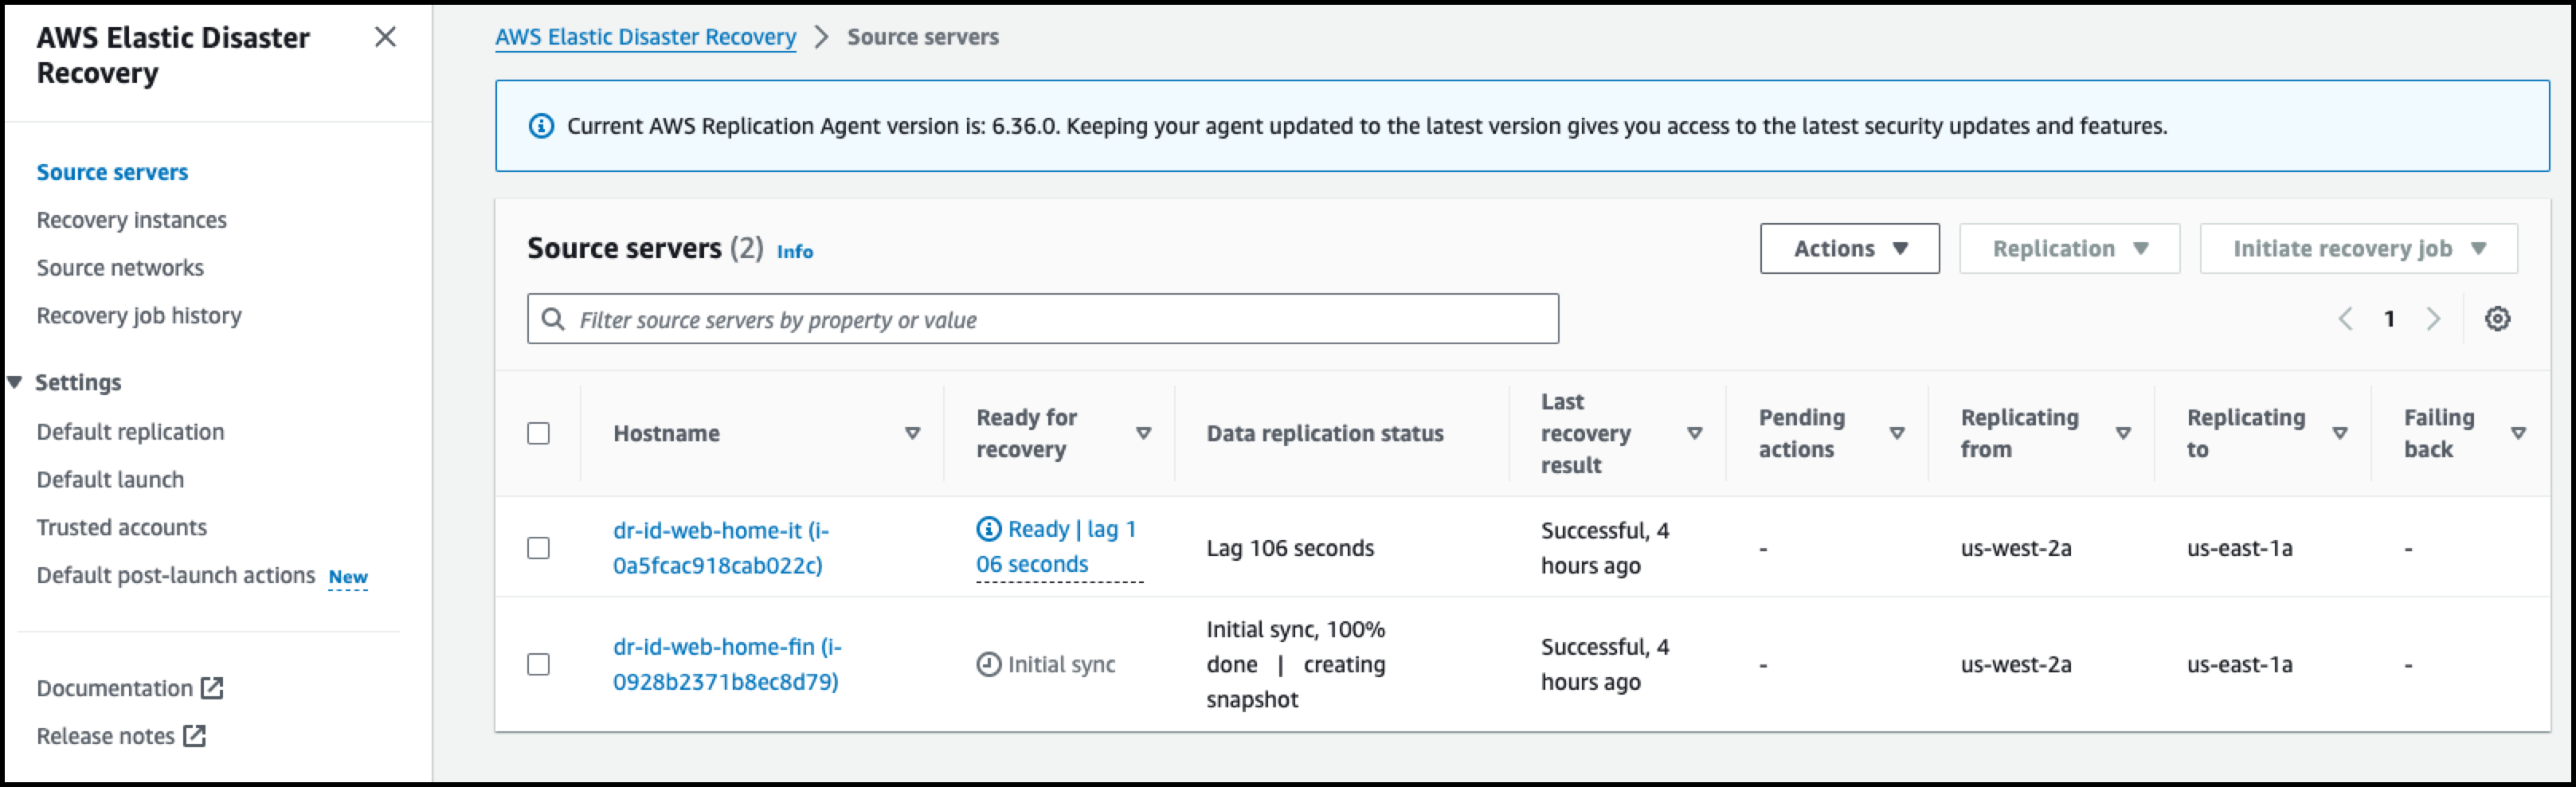 AWS Elastic Disaster
Recovery
Source servers
Recovery instances
Source networks
Recovery job history
Settings
Default replication
Default launch
Trusted accounts
Default post-launch actions New
Documentation
Release notes
AWS Elastic Disaster Recovery > Source servers
Current AWS Replication Agent version is: 6.36.0. Keeping your agent updated to the latest version gives you access to the latest security updates and features.
Source servers (2) Info
Actions
Replication
Initiate recovery job
Filter source servers by property or value
1
Hostname
Ready for
recovery
Data replication status
Last
recovery
result
Pending
actions
Replicating
from
Replicating
to
Failing
back
dr-id-web-home-it (i-
0a5fcac918cab022c)
Ready | lag 1
06 seconds
Lag 106 seconds
Successful, 4
hours ago
-
us-west-2a
us-east-1a
-
dr-id-web-home-fin (i-
0928b2371b8ec8d79)
Initial sync
Initial sync, 100%
done | creating
snapshot
Successful, 4
hours ago
-
us-west-2a
us-east-1a
-